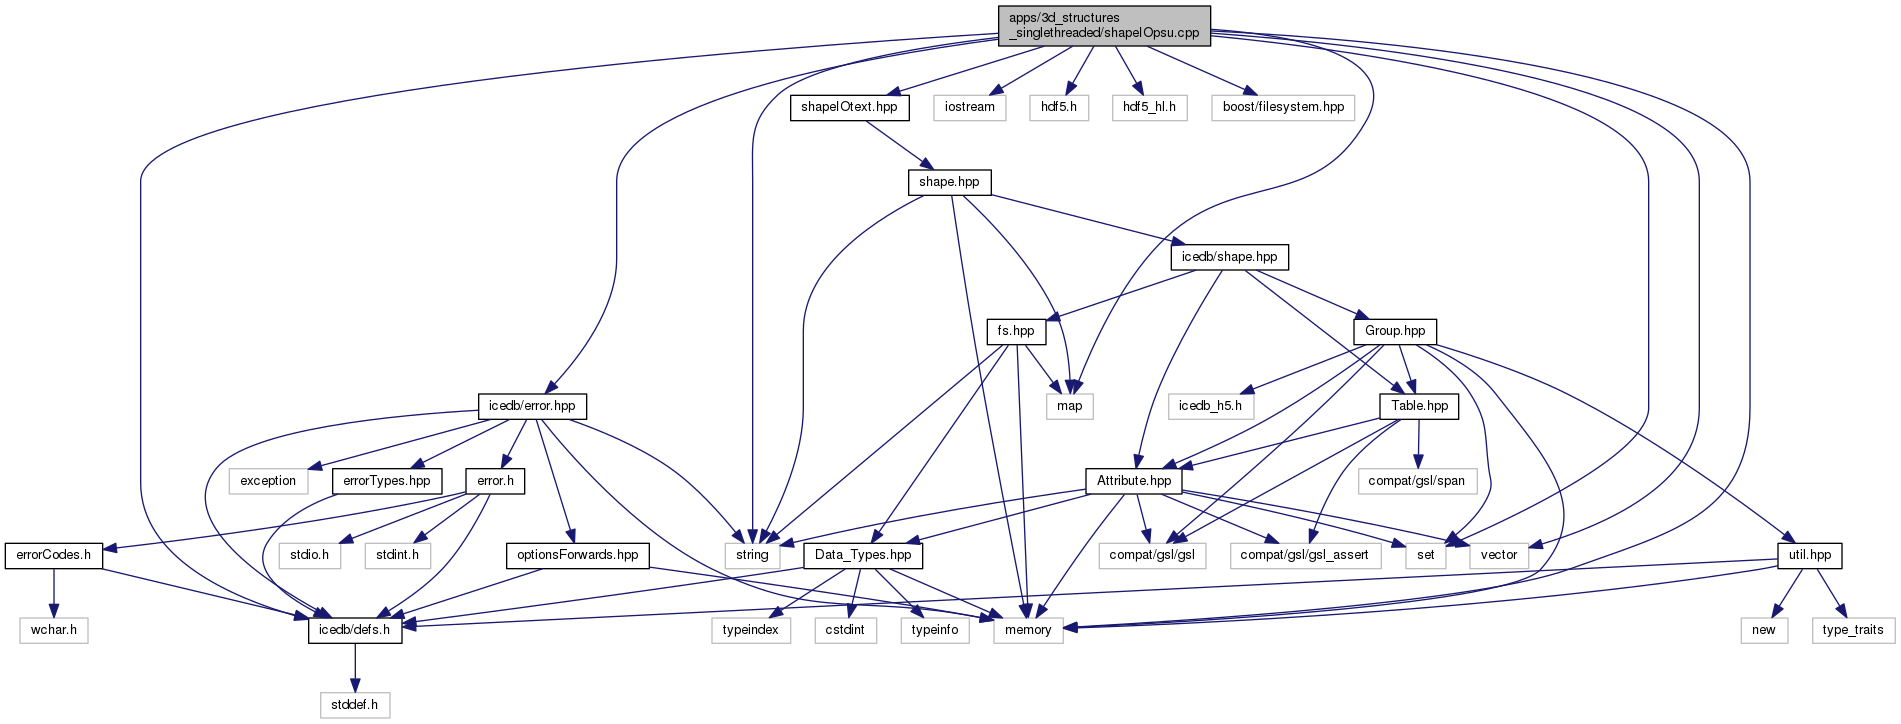 apps/3d_structures
_singlethreaded/shapeIOpsu.cpp
shapeIOtext.hpp
iostream
hdf5.h
hdf5_hl.h
boost/filesystem.hpp
shape.hpp
icedb/shape.hpp
fs.hpp
Group.hpp
icedb/error.hpp
map
icedb_h5.h
Table.hpp
exception
errorTypes.hpp
error.h
Attribute.hpp
compat/gsl/span
errorCodes.h
stdio.h
stdint.h
optionsForwards.hpp
string
Data_Types.hpp
compat/gsl/gsl
compat/gsl/gsl_assert
set
vector
util.hpp
wchar.h
icedb/defs.h
typeindex
cstdint
typeinfo
memory
new
type_traits
stddef.h